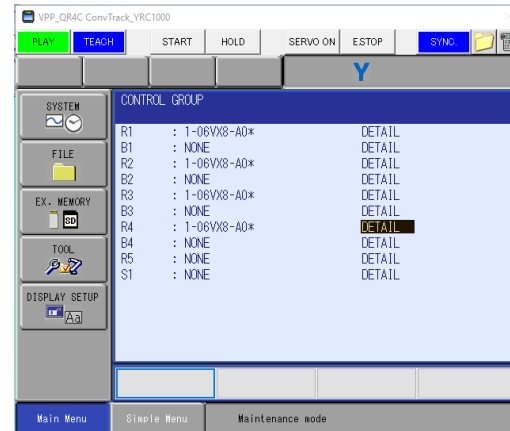 VPP_QR4C ConvTrack_YRC1000
PLAY TEACH START HOLD SERVO ON E.STOP SYNC.
Y
SYSTEM
FILE
EX. MEMORY
SD
TOOL
DISPLAY SETUP
Aa
CONTROL GROUP
R1 : 1-06VX8-A0* DETAIL
B1 : NONE DETAIL
R2 : 1-06VX8-A0* DETAIL
B2 : NONE DETAIL
R3 : 1-06VX8-A0* DETAIL
B3 : NONE DETAIL
R4 : 1-06VX8-A0* DETAIL
B4 : NONE DETAIL
R5 : NONE DETAIL
S1 : NONE DETAIL
Main Menu Simple Menu Maintenance mode